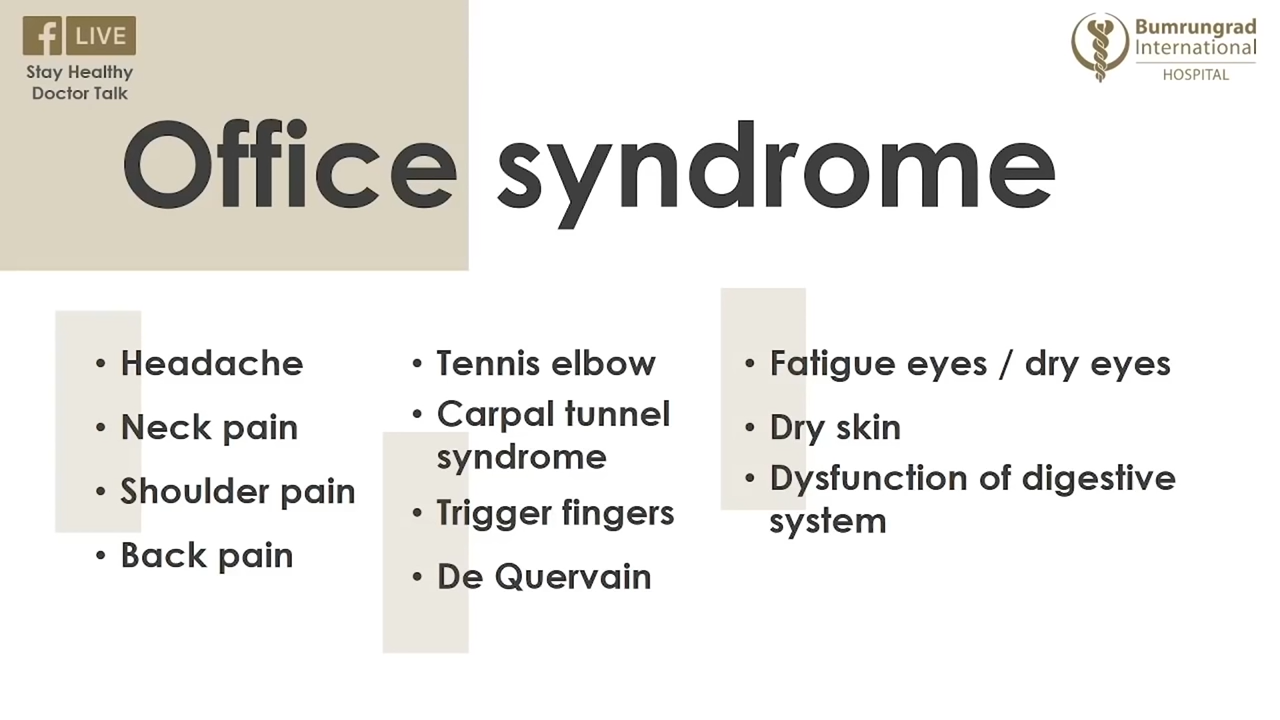 f LIVE
Stay Healthy
Doctor Talk
Bumrungrad
International
HOSPITAL
Office syndrome
• Headache
• Neck pain
• Shoulder pain
• Back pain
• Tennis elbow
• Carpal tunnel
syndrome
• Trigger fingers
• De Quervain
• Fatigue eyes / dry eyes
• Dry skin
• Dysfunction of digestive
system